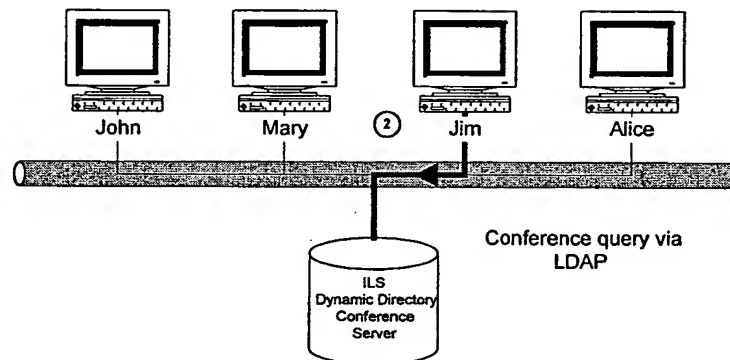 John
Mary
2
Jim
Alice
Conference query via
LDAP
ILS
Dynamic Directory
Conference
Server